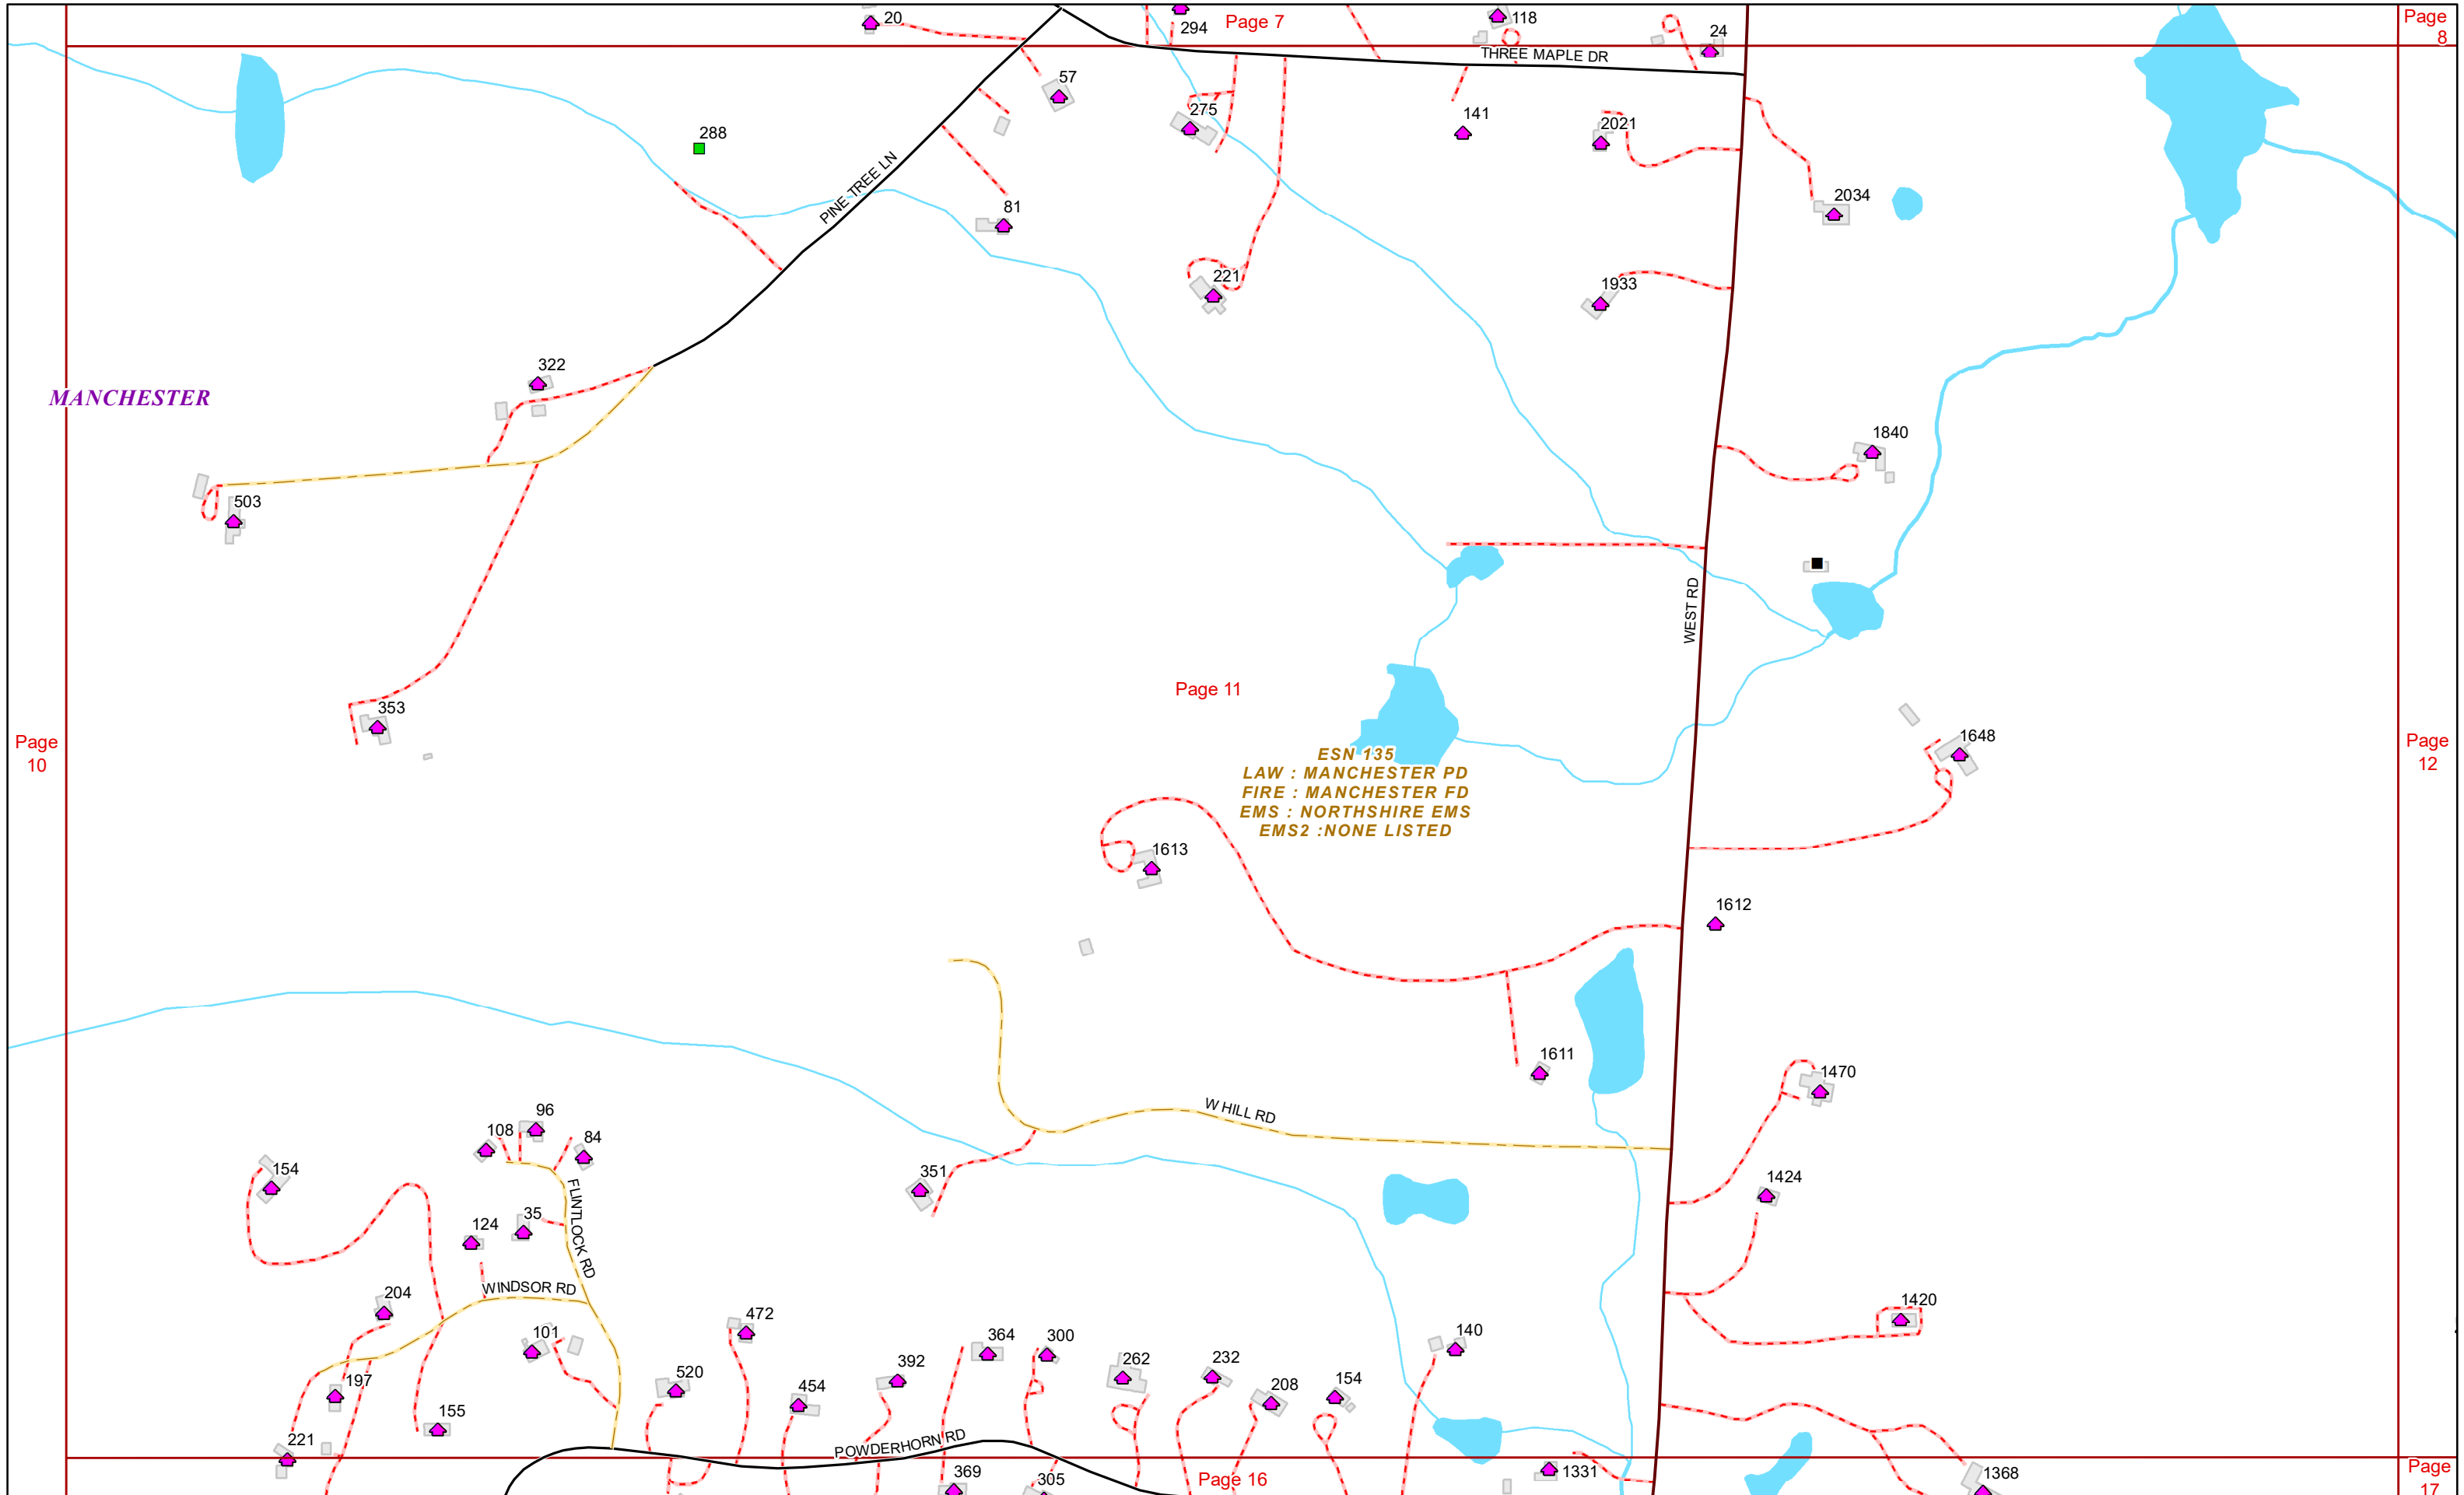 20
294
Page 7
118
24
Page
8
THREE MAPLE DR
57
275
141
2021
288
PINE TREE LN
81
2034
221
1933
322
MANCHESTER
1840
503
WEST RD
Page 11
353
Page
10
1648
Page
12
ESN 135
LAW : MANCHESTER PD
FIRE : MANCHESTER FD
EMS : NORTHSHIRE EMS
EMS2 :NONE LISTED
1613
1612
1611
1470
W HILL RD
96
108
84
154
351
1424
FLINTLOCK RD
35
124
WINDSOR RD
204
1420
472
101
364
300
140
262
232
392
197
520
454
208
154
155
221
POWDERHORN RD
369
305
Page 16
1331
1368
Page
17